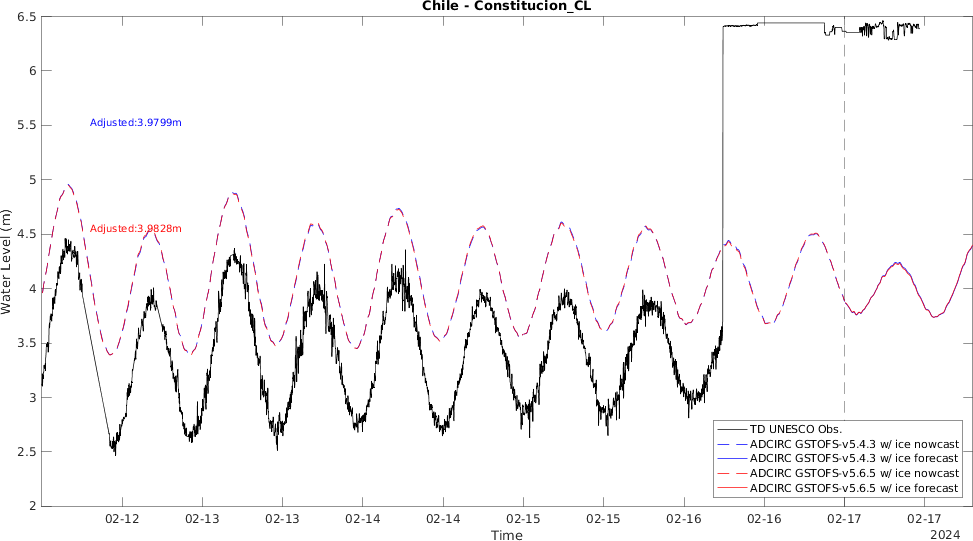 Chile - Constitucion_CL
6.5
6
5.5
5
4.5
4
3.5
3
2.5
2
Water Level (m)
Adjusted:3.9799m
Adjusted:3.9828m
TD UNESCO Obs.
ADCIRC GSTOFS-v5.4.3 w/ ice nowcast
ADCIRC GSTOFS-v5.4.3 w/ ice forecast
ADCIRC GSTOFS-v5.6.5 w/ ice nowcast
ADCIRC GSTOFS-v5.6.5 w/ ice forecast
02-12 02-13 02-13 02-14 02-14 02-15 02-15 02-16 02-16 02-17 02-17
Time
2024